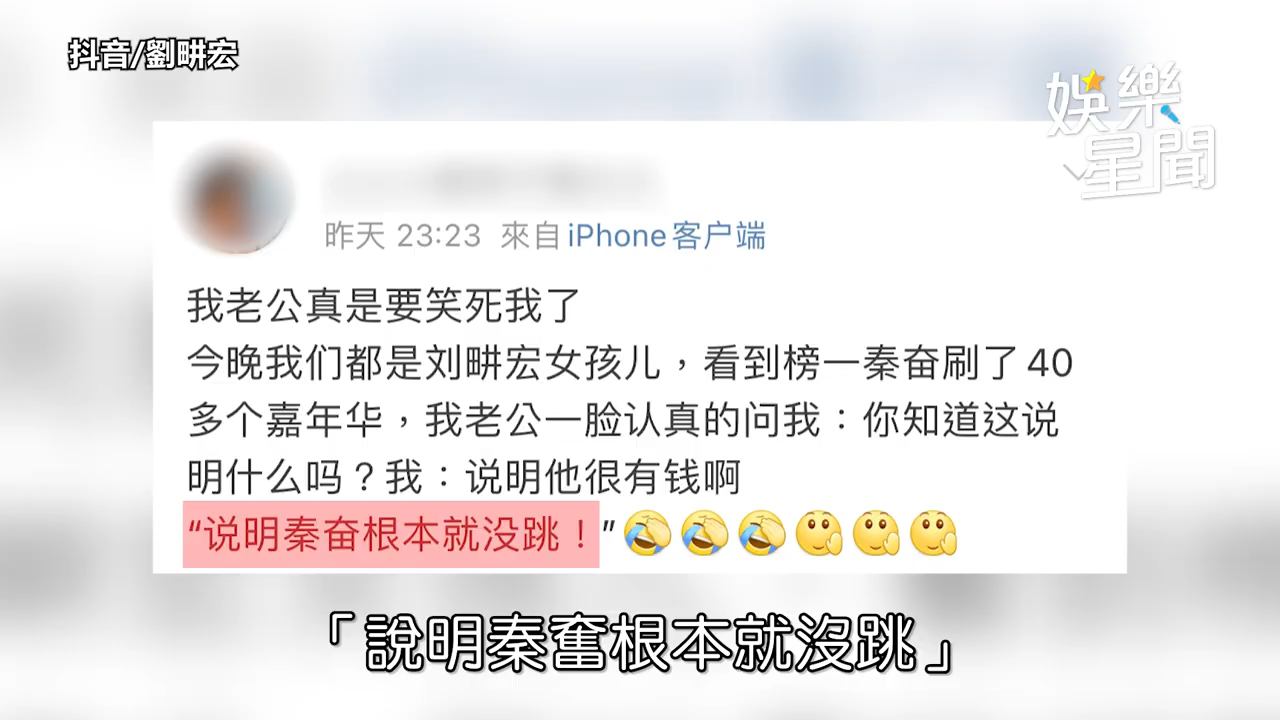 抖音/劉畊宏
娛樂
星聞
昨天 23:23 來自 iPhone客户端
我老公真是要笑死我了
今晚我们都是刘畊宏女孩儿，看到榜一秦奋刷了40
多个嘉年华，我老公一脸认真的问我：你知道这说
明什么吗？我：说明他很有钱啊
“说明秦奋根本就没跳！”🤣🤣🤣🤭🤭🤭
「說明秦奮根本就沒跳」